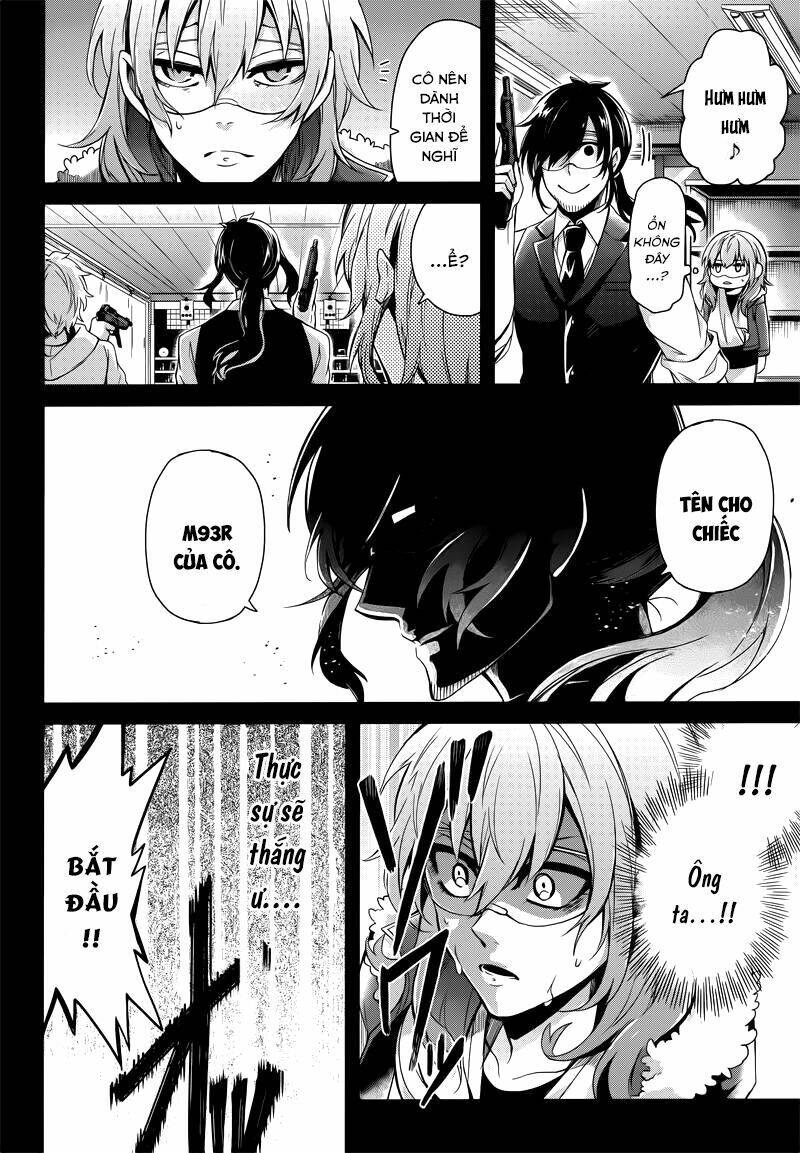 HƯM HƯM
HƯM
♪
ỔN
KHÔNG
ĐÂY
...?
CÔ NÊN
DÀNH
THỜI
GIAN ĐỂ
NGHĨ
...Ể?
TÊN CHO
CHIẾC
M93R
CỦA CÔ.
!!!
Ông
ta...!!
Thực
sự sẽ
thắng
ư....
BẮT
ĐẦU
!!